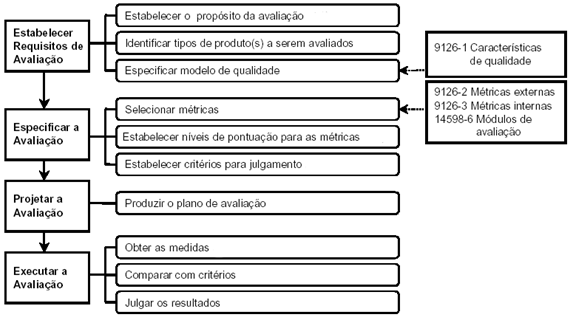 Estabelecer
Requisitos de
Avaliação
Estabelecer o propósito da avaliação
Identificar tipos de produto(s) a serem avaliados
Especificar modelo de qualidade
9126-1 Características
de qualidade
Especificar a
Avaliação
Selecionar métricas
Estabelecer níveis de pontuação para as métricas
Estabelecer critérios para julgamento
9126-2 Métricas externas
9126-3 Métricas internas
14598-6 Módulos de
avaliação
Projetar a
Avaliação
Produzir o plano de avaliação
Executar a
Avaliação
Obter as medidas
Comparar com critérios
Julgar os resultados